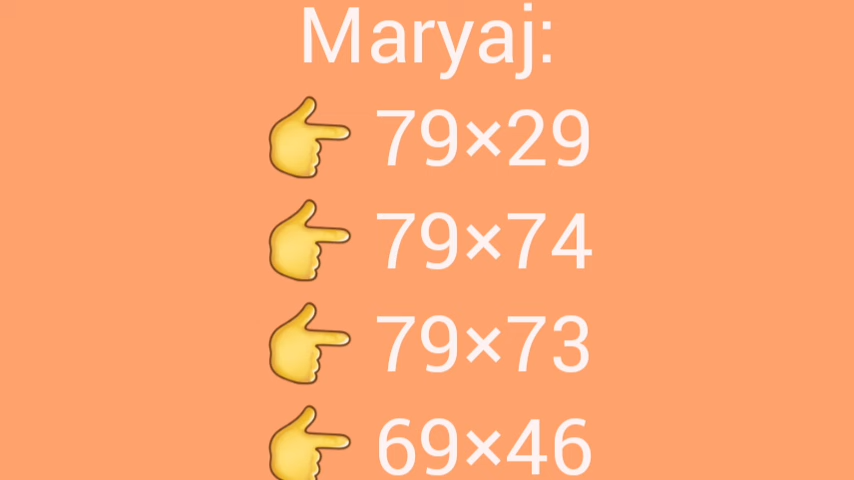 Maryaj:
👉 79×29
👉 79×74
👉 79×73
👉 69×46